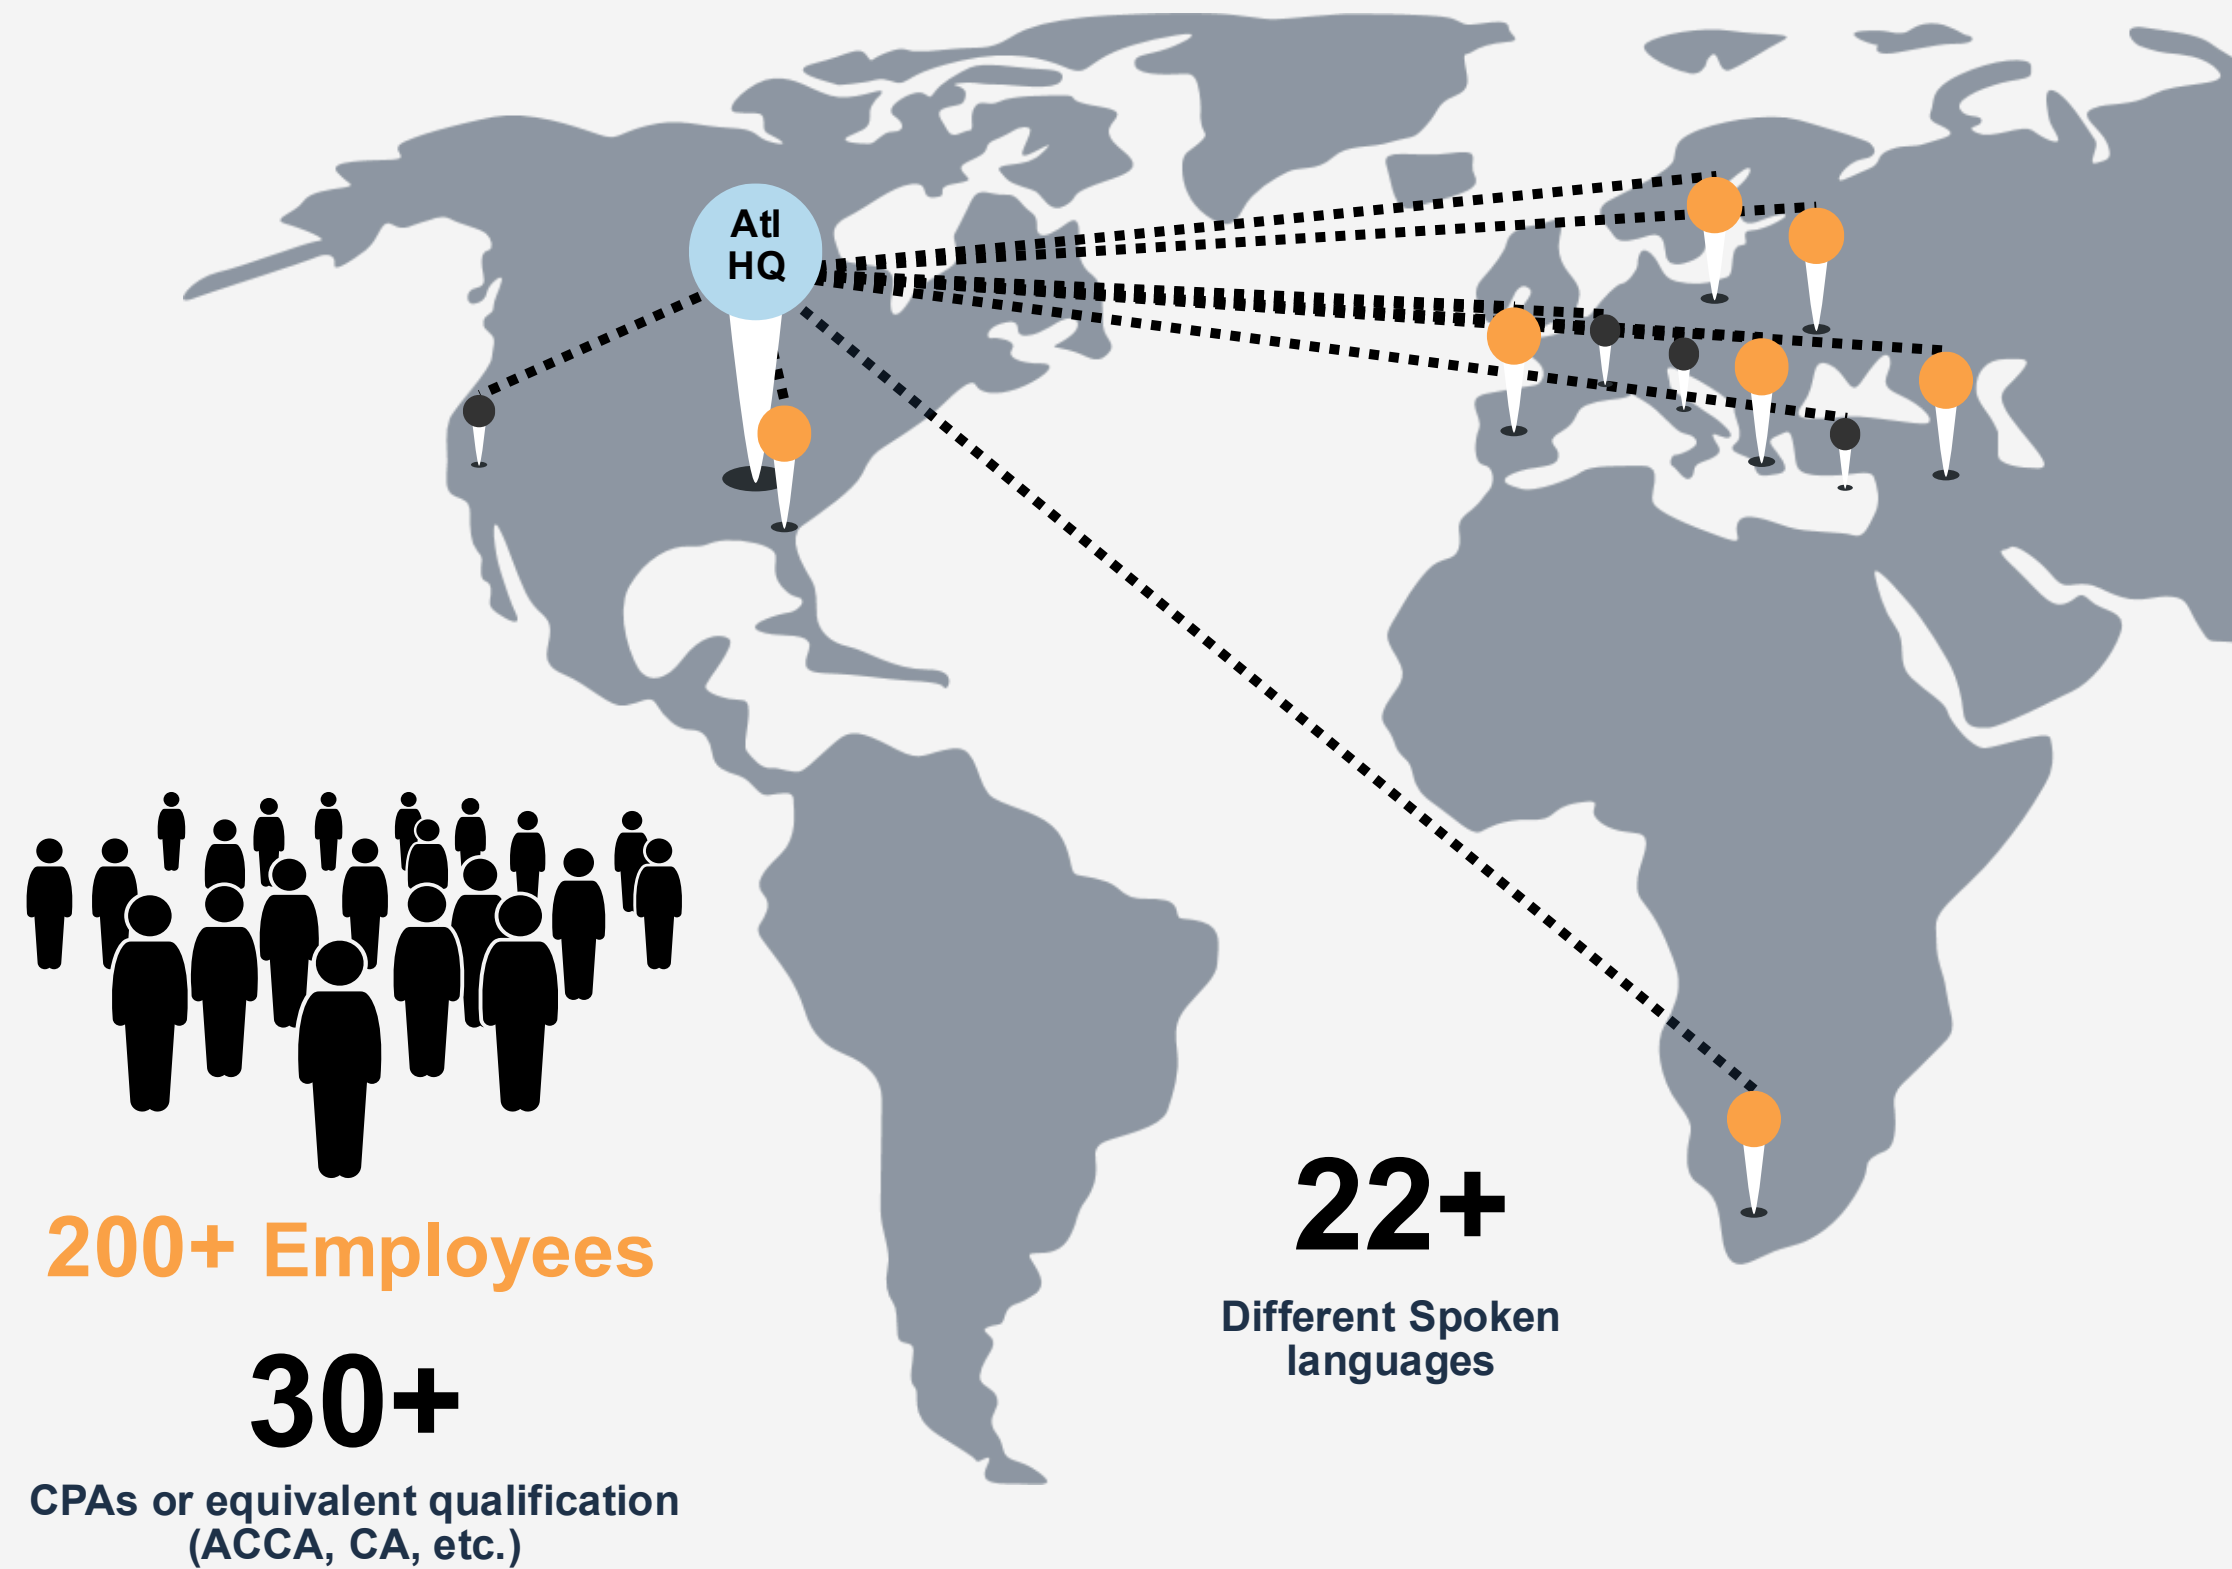 Atl
HQ
200+ Employees
30+
CPAs or equivalent qualification
(ACCA, CA, etc.)
22+
Different Spoken
languages